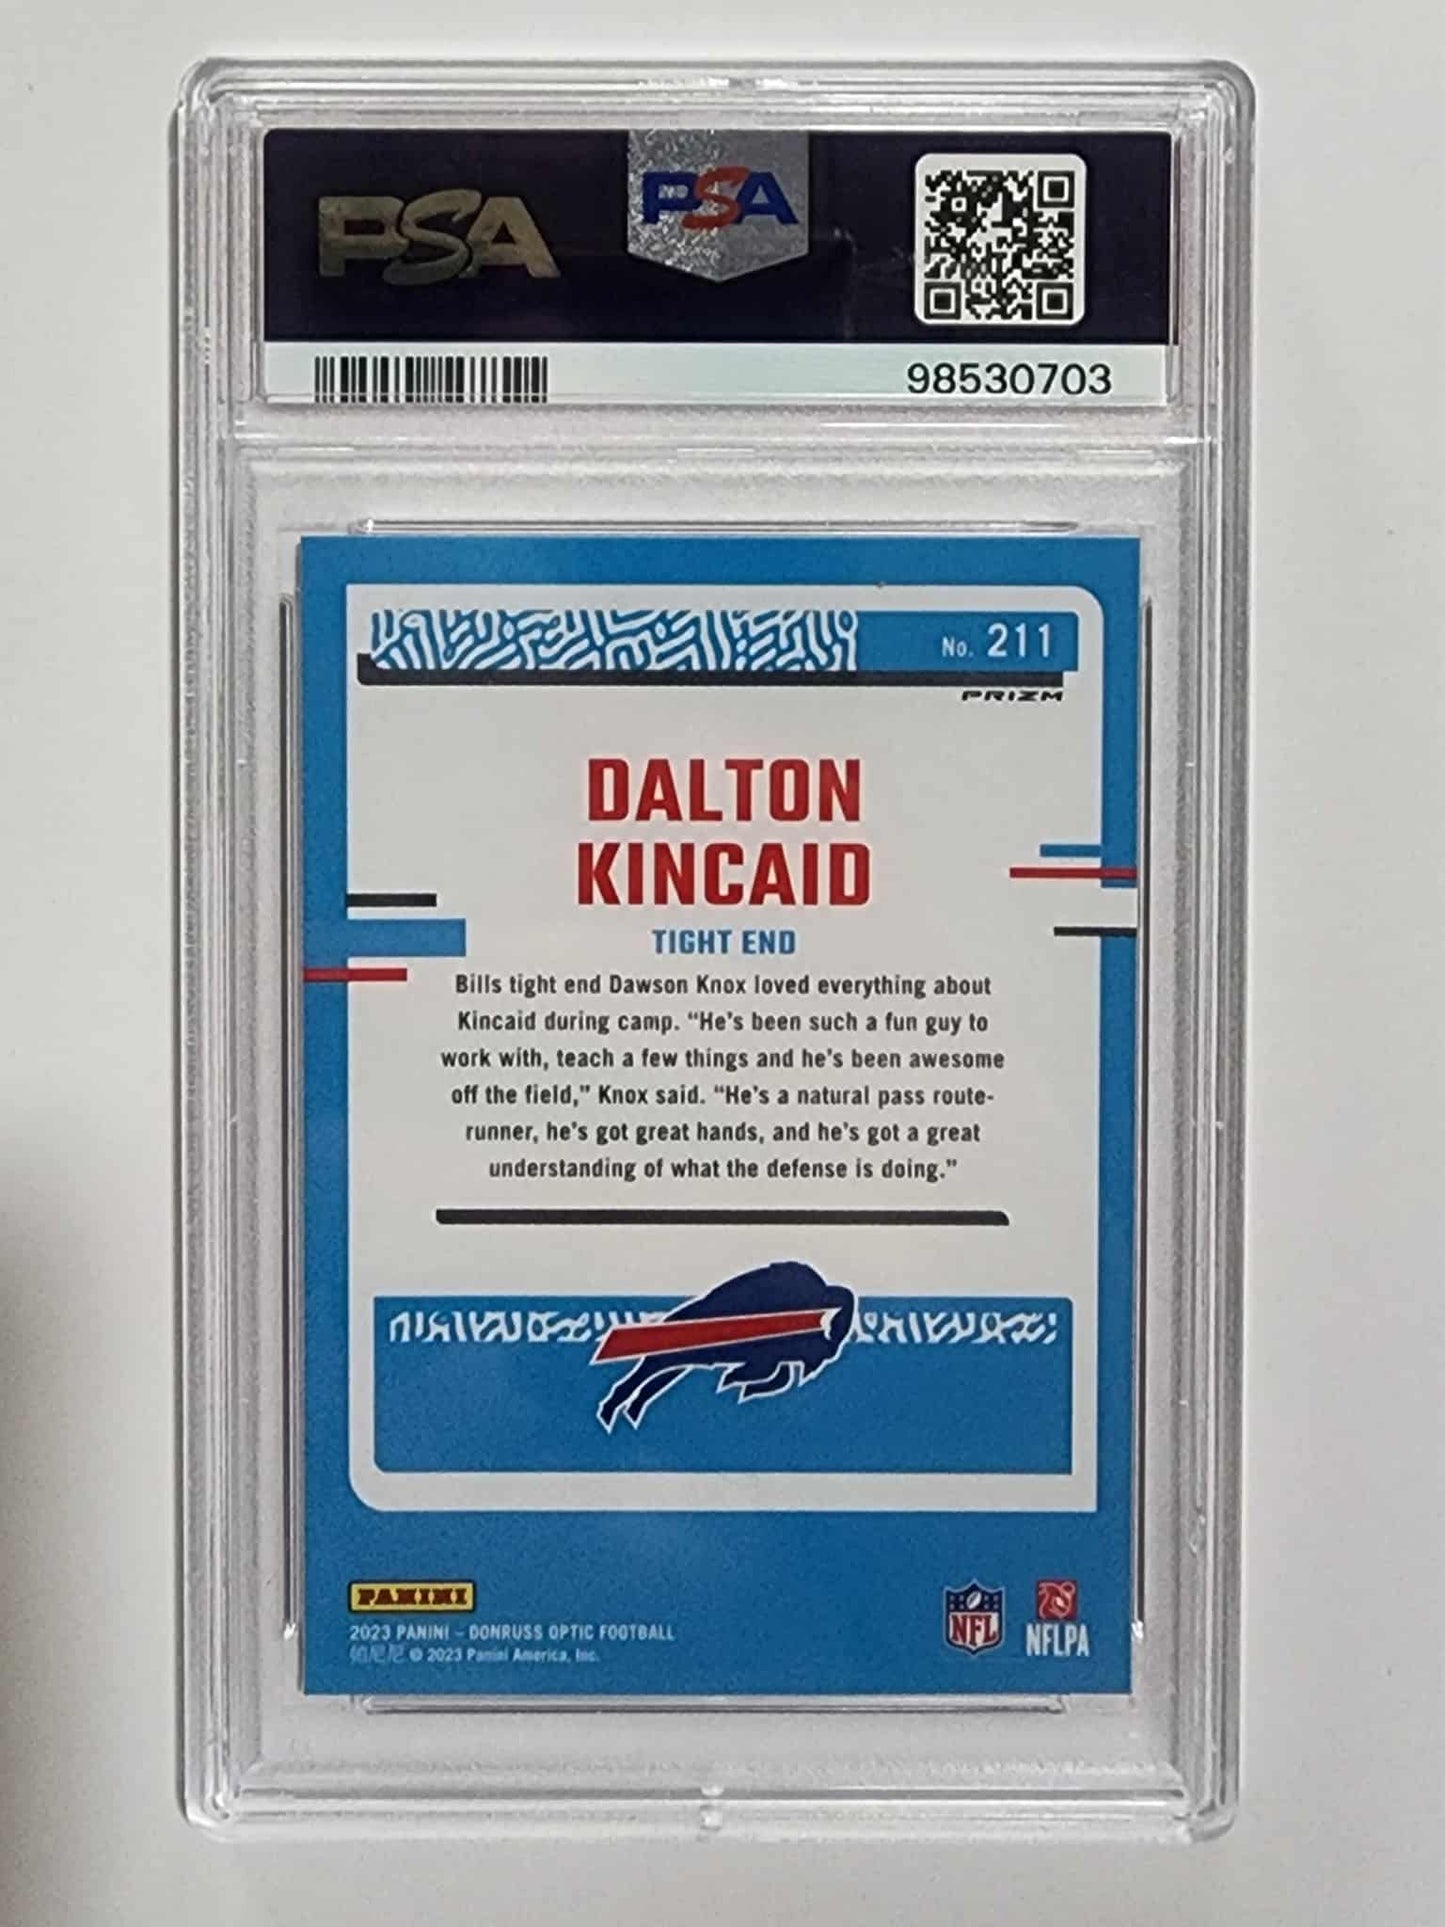 PSA
PSA
98530703
No. 211
PRIZM
DALTON
KINCAID
TIGHT END
Bills tight end Dawson Knox loved everything about
Kincaid during camp. “He’s been such a fun guy to
work with, teach a few things and he’s been awesome
off the field,” Knox said. “He’s a natural pass route-
runner, he’s got great hands, and he’s got a great
understanding of what the defense is doing.”
PANINI
2023 PANINI – DONRUSS OPTIC FOOTBALL
帕尼尼 © 2023 Panini America, Inc.
NFL
NFLPA